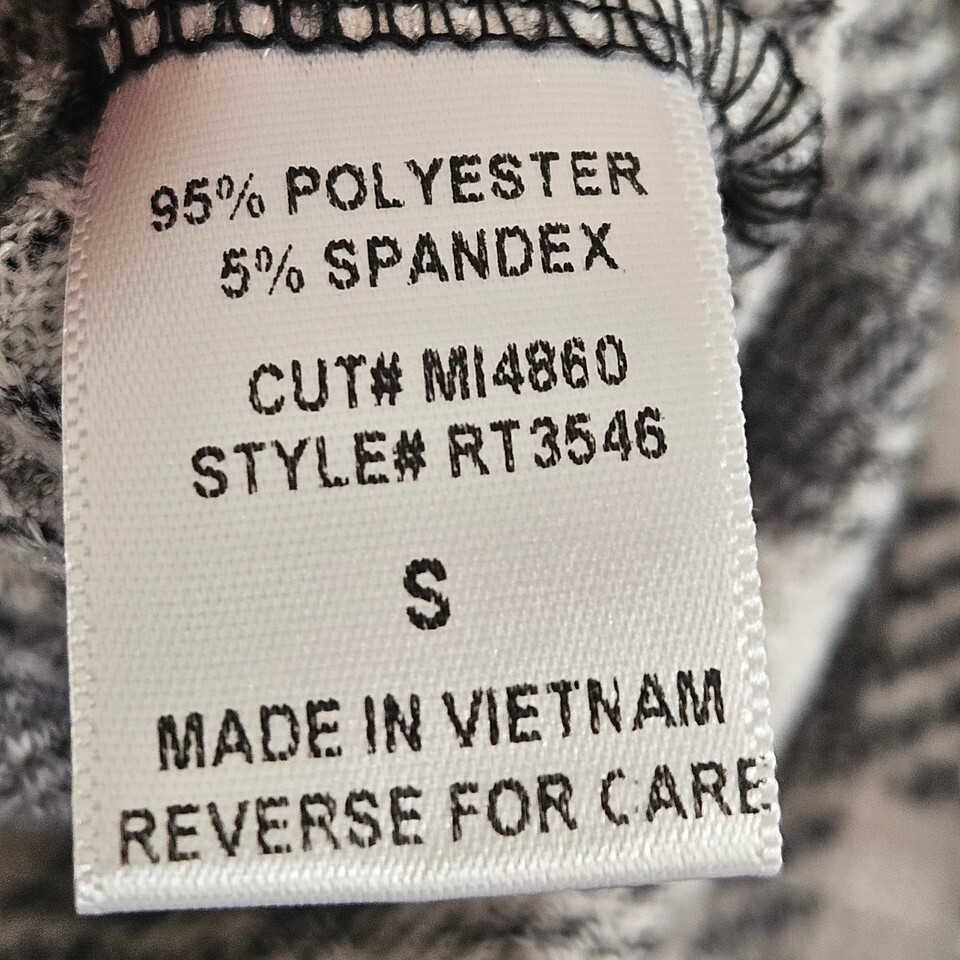 95% POLYESTER
5% SPANDEX
CUT# MI4860
STYLE# RT3546
S
MADE IN VIETNAM
REVERSE FOR CARE